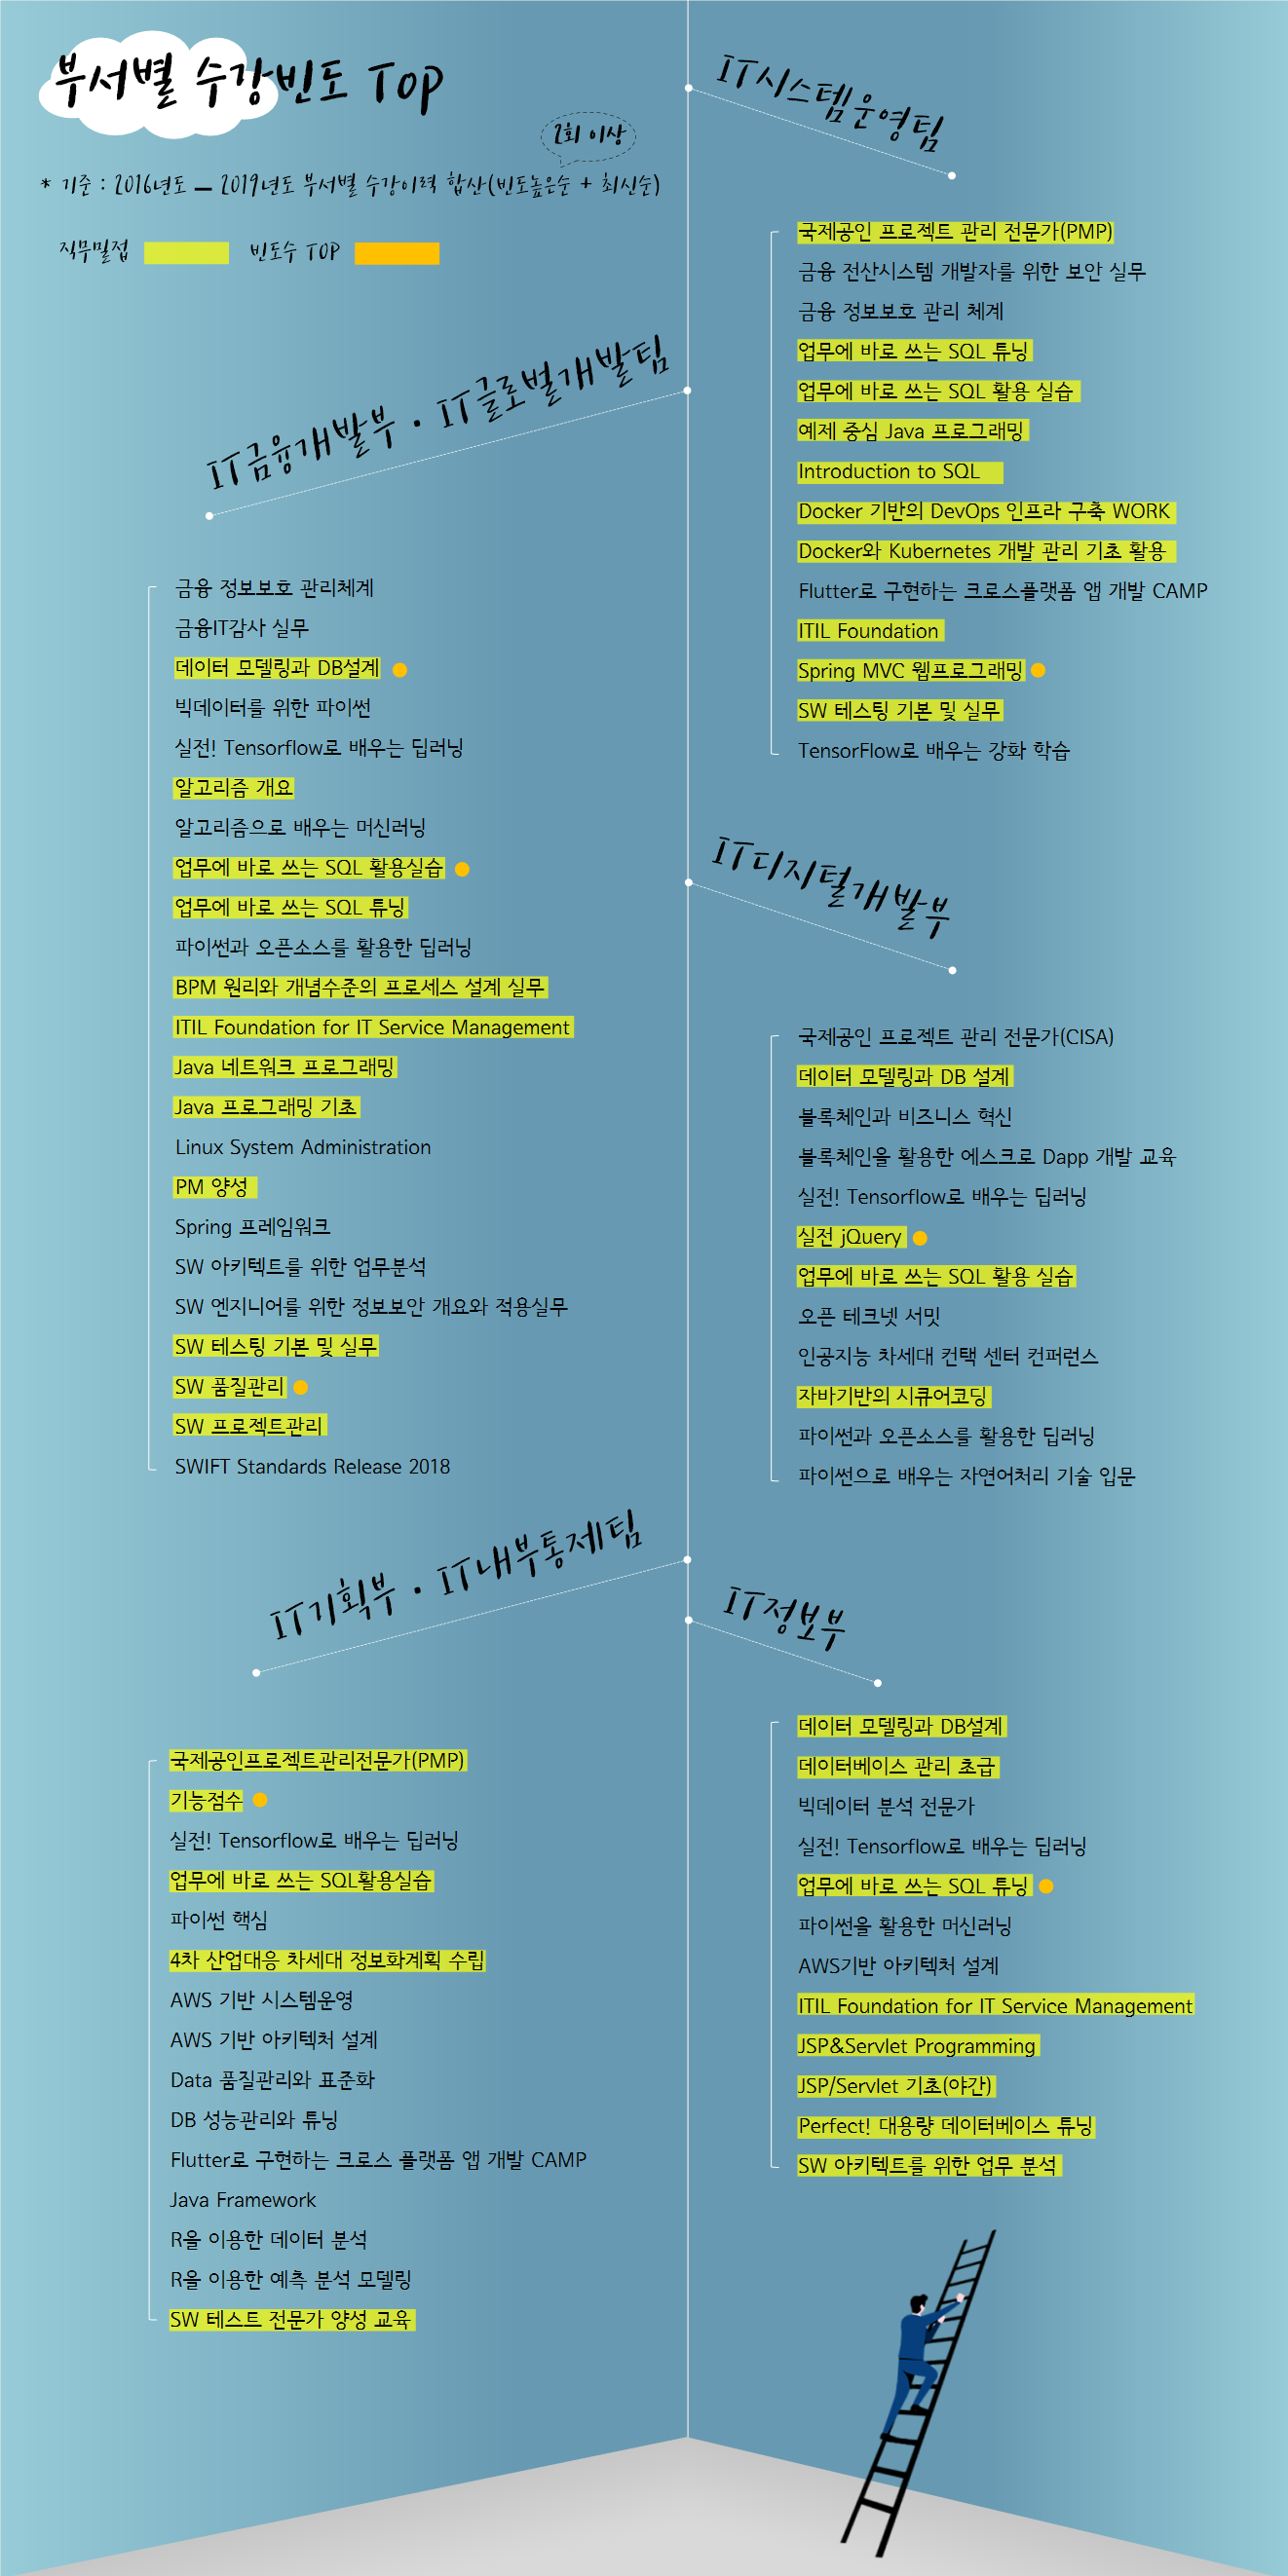 부서별 수강빈도 Top
2회 이상
* 기준 : 2016년도 – 2019년도 부서별 수강이력 합산(빈도높은순 + 최신순)
직무밀접
빈도수 TOP
IT시스템운영팀
국제공인 프로젝트 관리 전문가(PMP)
금융 전산시스템 개발자를 위한 보안 실무
금융 정보보호 관리 체계
업무에 바로 쓰는 SQL 튜닝
업무에 바로 쓰는 SQL 활용 실습
예제 중심 Java 프로그래밍
Introduction to SQL
Docker 기반의 DevOps 인프라 구축 WORK
Docker와 Kubernetes 개발 관리 기초 활용
Flutter로 구현하는 크로스플랫폼 앱 개발 CAMP
ITIL Foundation
Spring MVC 웹프로그래밍
SW 테스팅 기본 및 실무
TensorFlow로 배우는 강화 학습
IT금융개발부 · IT글로벌개발팀
금융 정보보호 관리체계
금융IT감사 실무
데이터 모델링과 DB설계
빅데이터를 위한 파이썬
실전! Tensorflow로 배우는 딥러닝
알고리즘 개요
알고리즘으로 배우는 머신러닝
업무에 바로 쓰는 SQL 활용실습
업무에 바로 쓰는 SQL 튜닝
파이썬과 오픈소스를 활용한 딥러닝
BPM 원리와 개념수준의 프로세스 설계 실무
ITIL Foundation for IT Service Management
Java 네트워크 프로그래밍
Java 프로그래밍 기초
Linux System Administration
PM 양성
Spring 프레임워크
SW 아키텍트를 위한 업무분석
SW 엔지니어를 위한 정보보안 개요와 적용실무
SW 테스팅 기본 및 실무
SW 품질관리
SW 프로젝트관리
SWIFT Standards Release 2018
IT디지털개발부
국제공인 프로젝트 관리 전문가(CISA)
데이터 모델링과 DB 설계
블록체인과 비즈니스 혁신
블록체인을 활용한 에스크로 Dapp 개발 교육
실전! Tensorflow로 배우는 딥러닝
실전 jQuery
업무에 바로 쓰는 SQL 활용 실습
오픈 테크넷 서밋
인공지능 차세대 컨택 센터 컨퍼런스
자바기반의 시큐어코딩
파이썬과 오픈소스를 활용한 딥러닝
파이썬으로 배우는 자연어처리 기술 입문
IT기획부 · IT내부통제팀
국제공인프로젝트관리전문가(PMP)
기능점수
실전! Tensorflow로 배우는 딥러닝
업무에 바로 쓰는 SQL활용실습
파이썬 핵심
4차 산업대응 차세대 정보화계획 수립
AWS 기반 시스템운영
AWS 기반 아키텍처 설계
Data 품질관리와 표준화
DB 성능관리와 튜닝
Flutter로 구현하는 크로스 플랫폼 앱 개발 CAMP
Java Framework
R을 이용한 데이터 분석
R을 이용한 예측 분석 모델링
SW 테스트 전문가 양성 교육
IT정보부
데이터 모델링과 DB설계
데이터베이스 관리 초급
빅데이터 분석 전문가
실전! Tensorflow로 배우는 딥러닝
업무에 바로 쓰는 SQL 튜닝
파이썬을 활용한 머신러닝
AWS기반 아키텍처 설계
ITIL Foundation for IT Service Management
JSP&Servlet Programming
JSP/Servlet 기초(야간)
Perfect! 대용량 데이터베이스 튜닝
SW 아키텍트를 위한 업무 분석